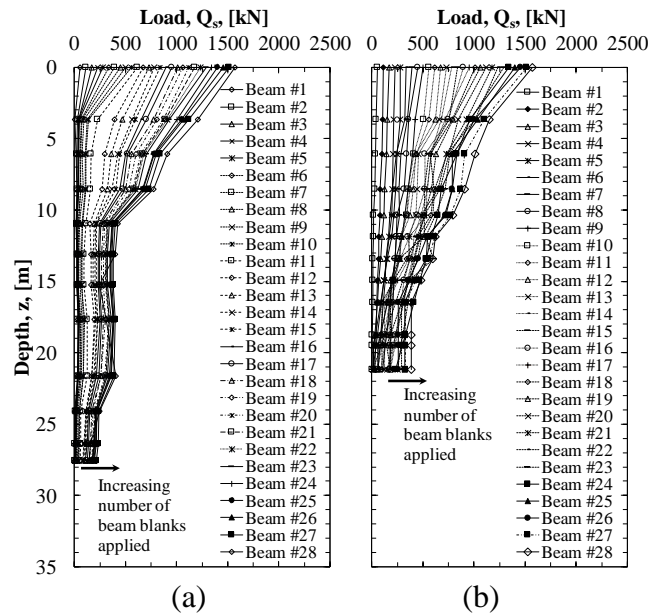 Load, Qs, [kN]
0 500 1000 1500 2000 2500
Depth, z, [m]
0
5
10
15
20
25
30
35
Beam #1
Beam #2
Beam #3
Beam #4
Beam #5
Beam #6
Beam #7
Beam #8
Beam #9
Beam #10
Beam #11
Beam #12
Beam #13
Beam #14
Beam #15
Beam #16
Beam #17
Beam #18
Beam #19
Beam #20
Beam #21
Beam #22
Beam #23
Beam #24
Beam #25
Beam #26
Beam #27
Beam #28
Increasing
number of
beam blanks
applied
(a)
Load, Qs, [kN]
0 500 1000 1500 2000 2500
Beam #1
Beam #2
Beam #3
Beam #4
Beam #5
Beam #6
Beam #7
Beam #8
Beam #9
Beam #10
Beam #11
Beam #12
Beam #13
Beam #14
Beam #15
Beam #16
Beam #17
Beam #18
Beam #19
Beam #20
Beam #21
Beam #22
Beam #23
Beam #24
Beam #25
Beam #26
Beam #27
Beam #28
Increasing
number of
beam blanks
applied
(b)